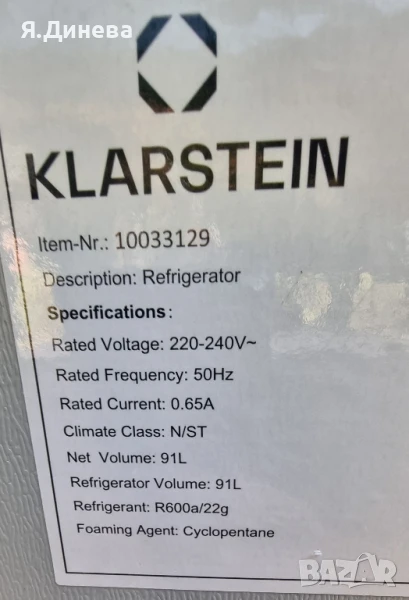 Я.Динева
KLARSTEIN
Item-Nr.: 10033129
Description: Refrigerator
Specifications:
Rated Voltage: 220-240V~
Rated Frequency: 50Hz
Rated Current: 0.65A
Climate Class: N/ST
Net Volume: 91L
Refrigerator Volume: 91L
Refrigerant: R600a/22g
Foaming Agent: Cyclopentane
BAZAR